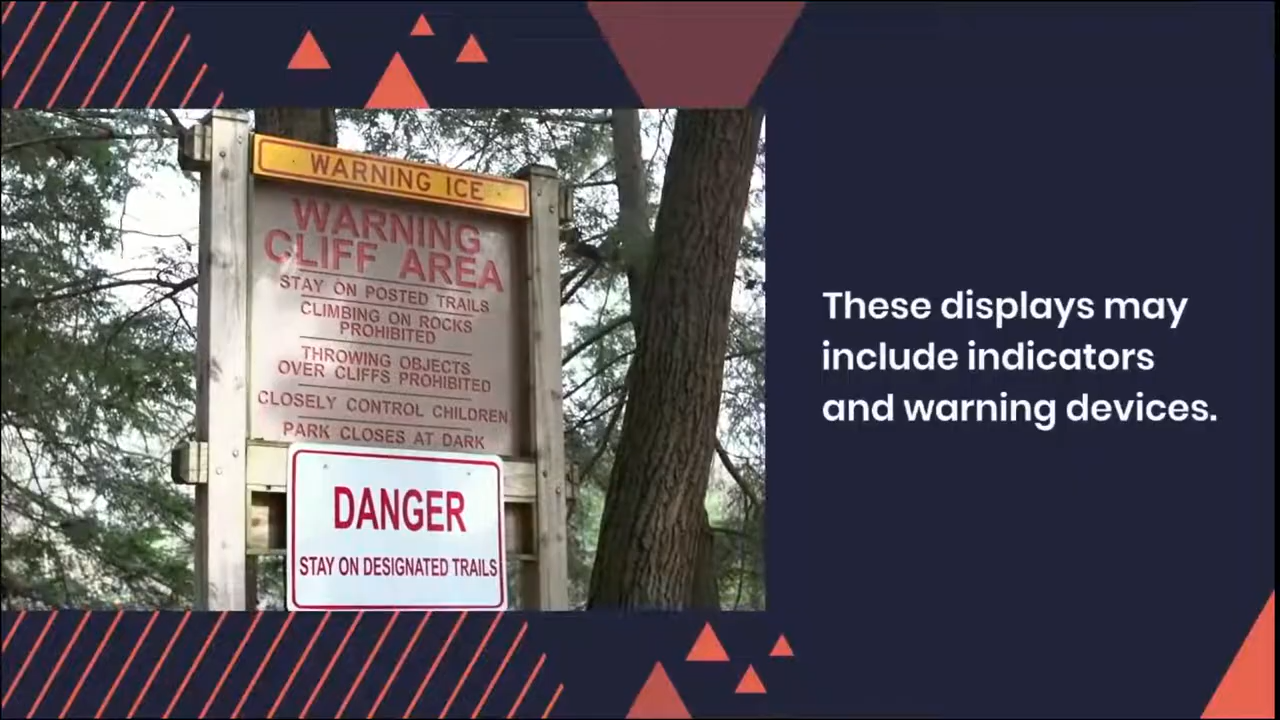 WARNING ICE
WARNING
CLIFF AREA
STAY ON POSTED TRAILS
CLIMBING ON ROCKS
PROHIBITED
THROWING OBJECTS
OVER CLIFFS PROHIBITED
CLOSELY CONTROL CHILDREN
PARK CLOSES AT DARK
DANGER
STAY ON DESIGNATED TRAILS
These displays may
include indicators
and warning devices.